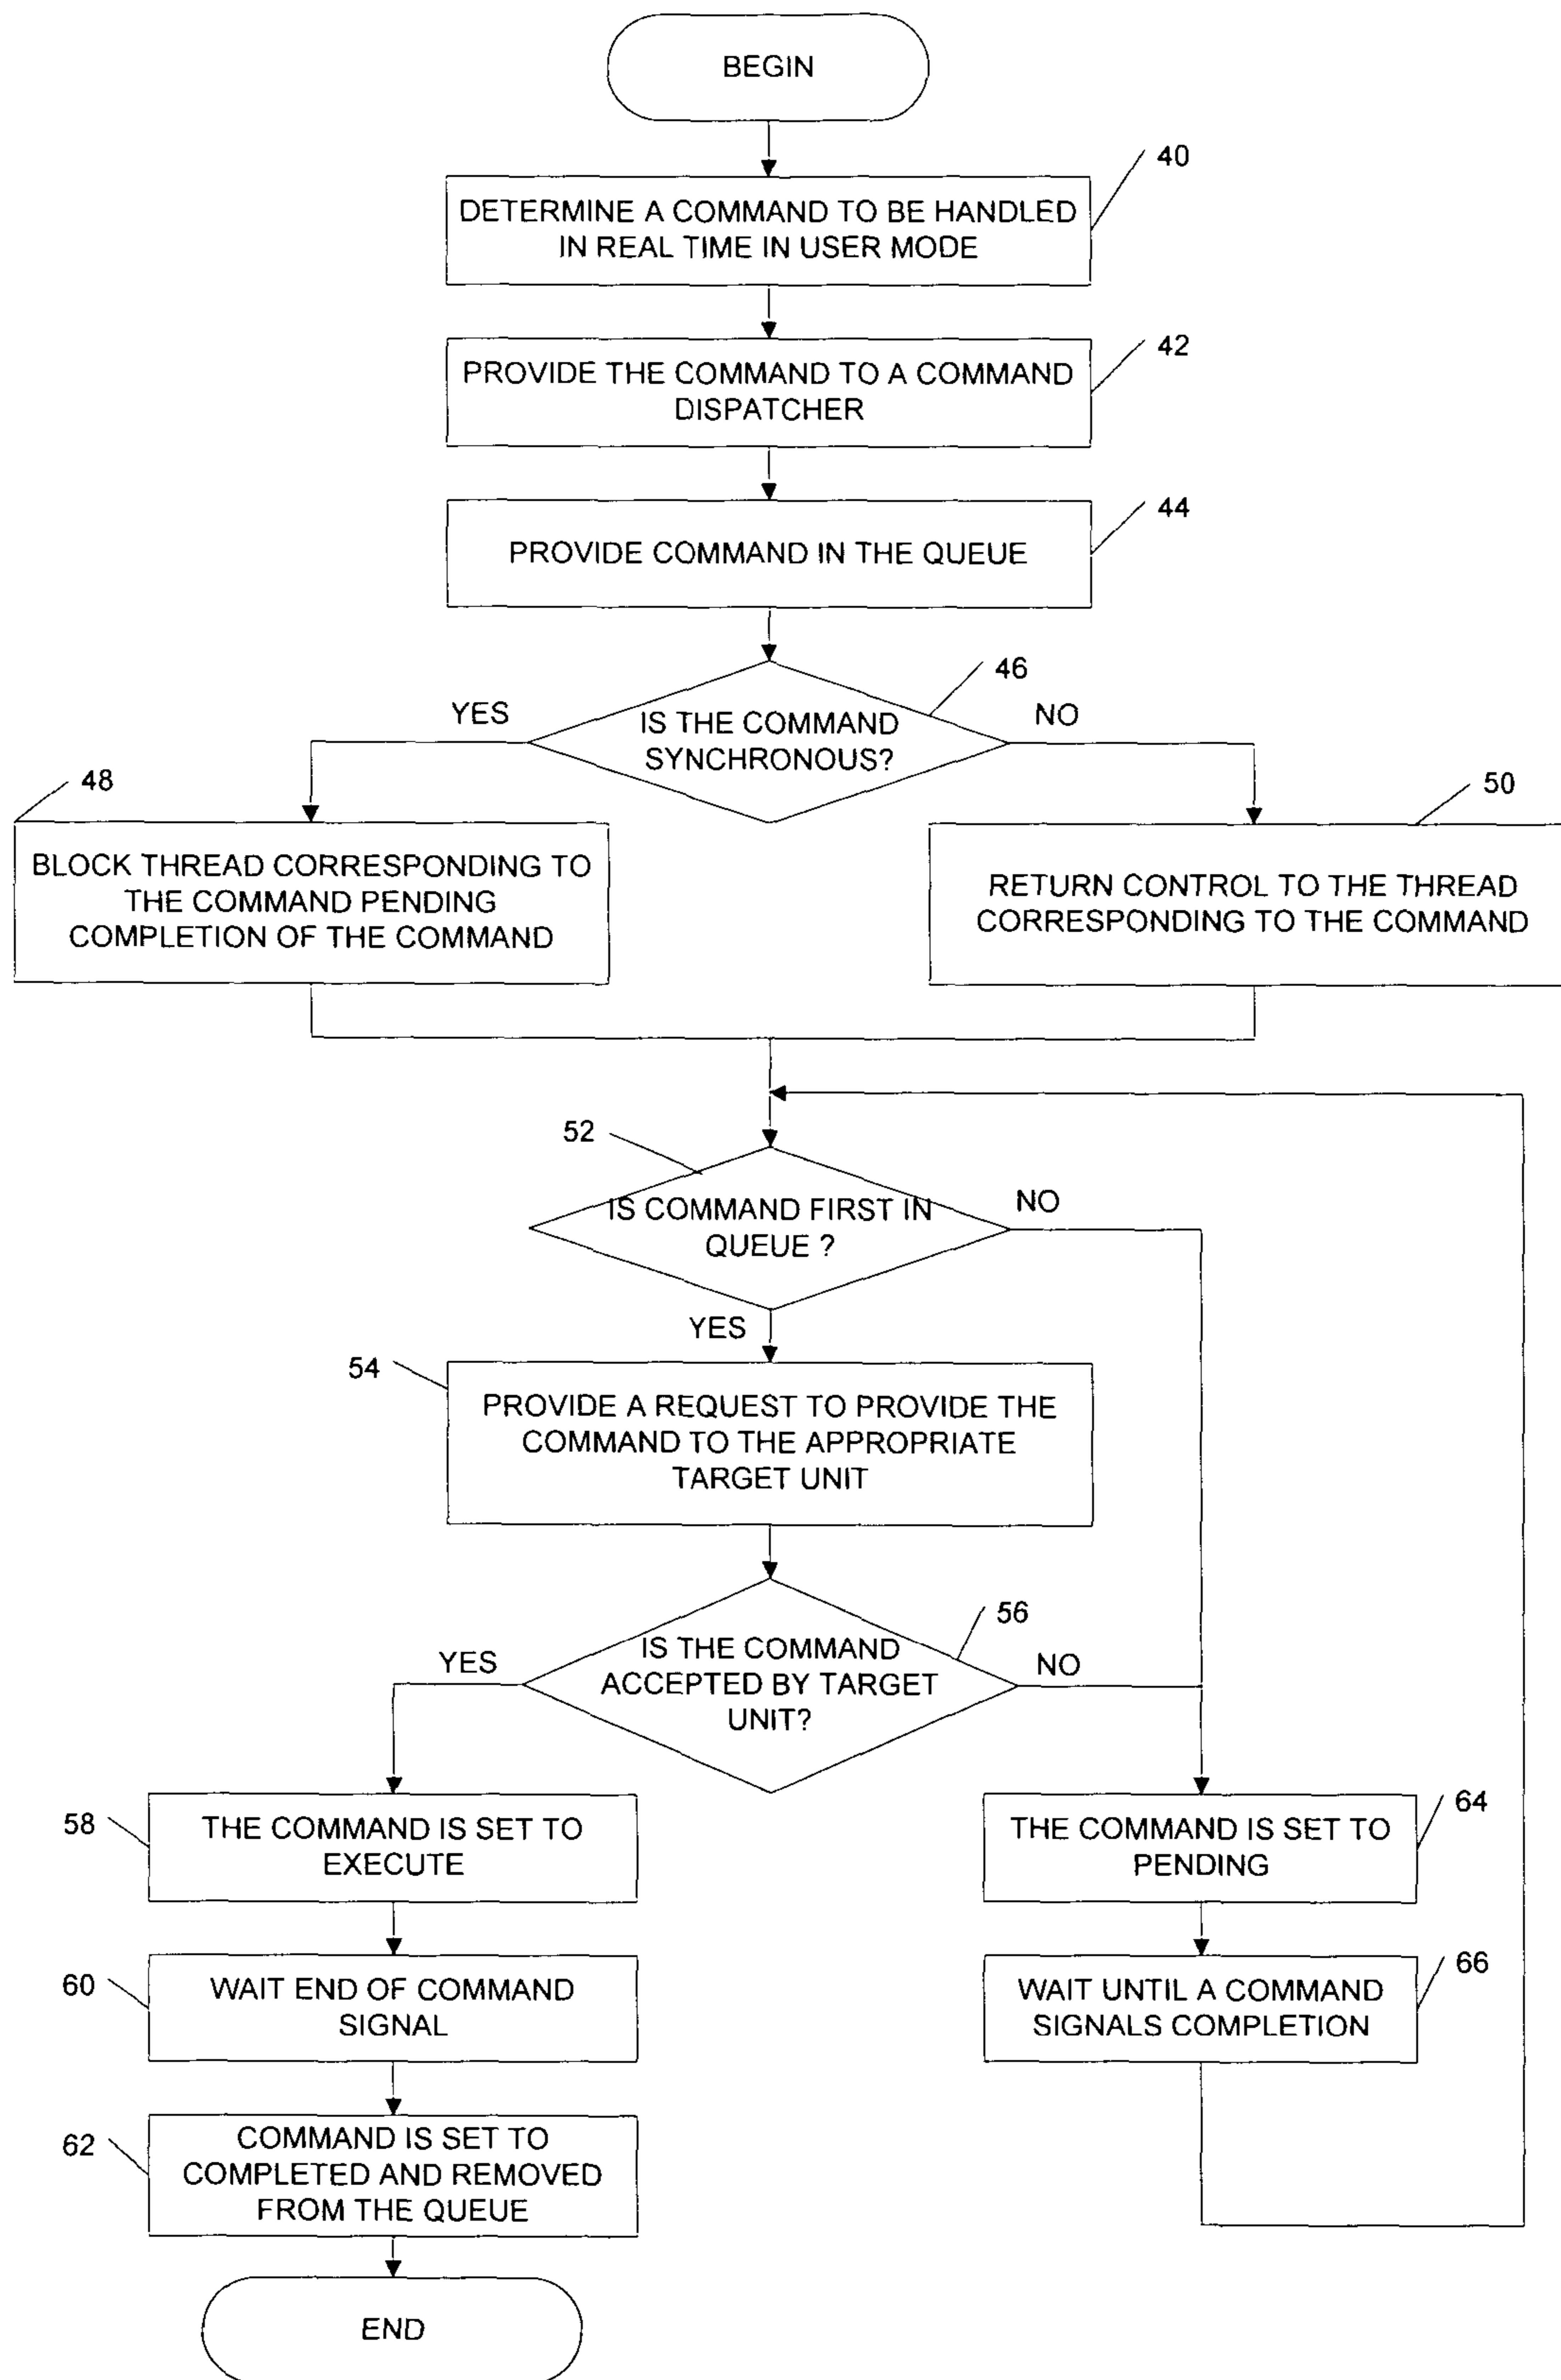 BEGIN
40
DETERMINE A COMMAND TO BE HANDLED
IN REAL TIME IN USER MODE
42
PROVIDE THE COMMAND TO A COMMAND
DISPATCHER
44
PROVIDE COMMAND IN THE QUEUE
46
YES
IS THE COMMAND
SYNCHRONOUS?
NO
48
BLOCK THREAD CORRESPONDING TO
THE COMMAND PENDING
COMPLETION OF THE COMMAND
50
RETURN CONTROL TO THE THREAD
CORRESPONDING TO THE COMMAND
52
IS COMMAND FIRST IN
QUEUE ?
NO
YES
54
PROVIDE A REQUEST TO PROVIDE THE
COMMAND TO THE APPROPRIATE
TARGET UNIT
56
YES
IS THE COMMAND
ACCEPTED BY TARGET
UNIT?
NO
58
THE COMMAND IS SET TO
EXECUTE
64
THE COMMAND IS SET TO
PENDING
60
WAIT END OF COMMAND
SIGNAL
66
WAIT UNTIL A COMMAND
SIGNALS COMPLETION
62
COMMAND IS SET TO
COMPLETED AND REMOVED
FROM THE QUEUE
END